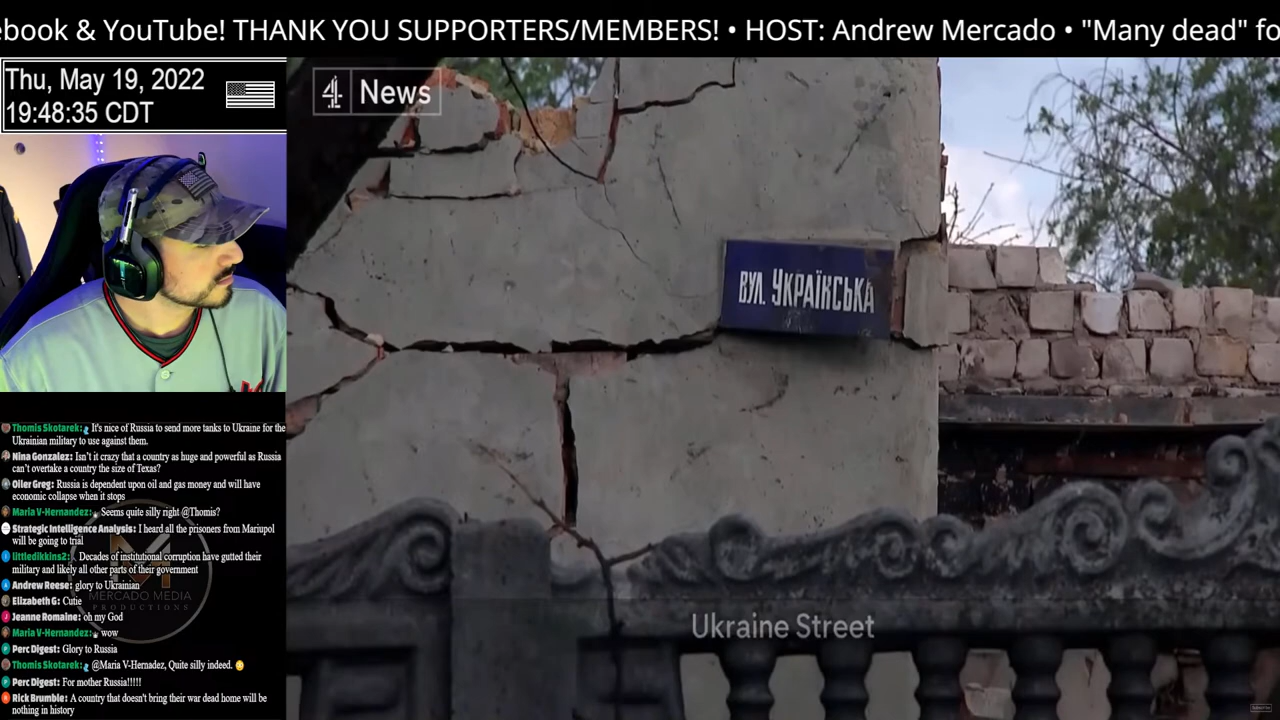 ebook & YouTube! THANK YOU SUPPORTERS/MEMBERS! • HOST: Andrew Mercado • "Many dead" fo
Thu, May 19, 2022
19:48:35 CDT
4 News
ВУЛ. УКРАЇНСЬКА
Ukraine Street
Thomis Skotarek: It's nice of Russia to send more tanks to Ukraine for the
Ukrainian military to use against them.
Nina Gonzalez: Isn't it crazy that a country as huge and powerful as Russia
can't overtake a country the size of Texas?
Oiler Greg: Russia is dependent upon oil and gas money and will have
economic collapse when it stops
Maria V-Hernandez: Seems quite silly right @Thomis?
Strategic Intelligence Analysis: I heard all the prisoners from Mariupol
will be going to trial
littledikkins2: Decades of institutional corruption have gutted their
military and likely all other parts of their government
Andrew Reese: glory to Ukrainian
Elizabeth G: Cutie
Jeanne Romaine: oh my God
Maria V-Hernandez: wow
Perc Digest: Glory to Russia
Thomis Skotarek: @Maria V-Hernadez, Quite silly indeed. 😳
Perc Digest: For mother Russia!!!!!
Rick Brumble: A country that doesn't bring their war dead home will be
nothing in history
MERCADO MEDIA
PRODUCTIONS